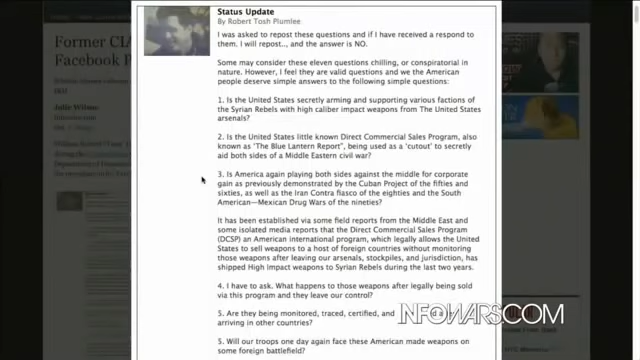 Status Update
By Robert Tosh Plumlee
I was asked to repost these questions and if I have received a respond to
them. I will repost.., and the answer is NO.
Some may consider these eleven questions chilling, or conspiratorial in
nature. However, I feel they are valid questions and we the American
people deserve simple answers to the following simple questions:
1. Is the United States secretly arming and supporting various factions of
the Syrian Rebels with high caliber impact weapons from The United States
arsenals?
2. Is the United States little known Direct Commercial Sales Program, also
known as 'The Blue Lantern Report", being used as a 'cutout' to secretly
aid both sides of a Middle Eastern civil war?
3. Is America again playing both sides against the middle for corporate
gain as previously demonstrated by the Cuban Project of the fifties and
sixties, as well as the Iran Contra fiasco of the eighties and the South
American—Mexican Drug Wars of the nineties?
It has been established via some field reports from the Middle East and
some isolated media reports that the Direct Commercial Sales Program
(DCSP) an American international program, which legally allows the United
States to sell weapons to a host of foreign countries without monitoring
those weapons after leaving our arsenals, stockpiles, and jurisdiction, has
shipped High impact weapons to Syrian Rebels during the last two years.
4. I have to ask. What happens to those weapons after legally being sold
via this program and they leave our control?
5. Are they being monitored, traced, certified, and
arriving in other countries?
5. Will our troops one day again face these American made weapons on
some foreign battlefield?
Former CIA
Facebook P
Julie Wilson
INFOWARS.COM